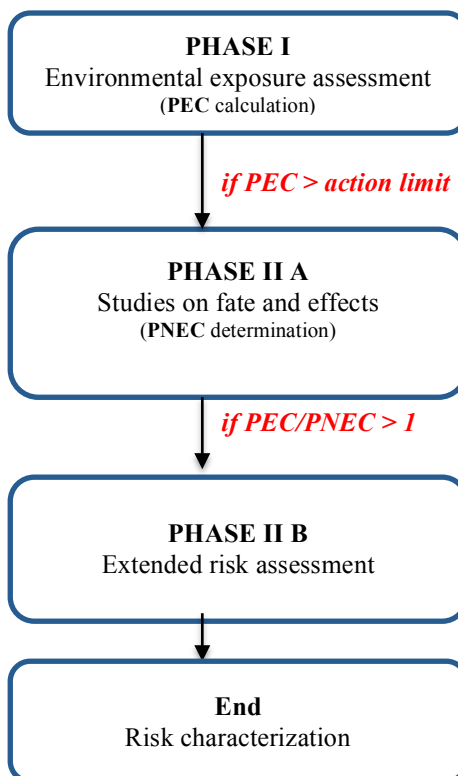 PHASE I
Environmental exposure assessment
(PEC calculation)
if PEC > action limit
PHASE II A
Studies on fate and effects
(PNEC determination)
if PEC/PNEC > 1
PHASE II B
Extended risk assessment
End
Risk characterization